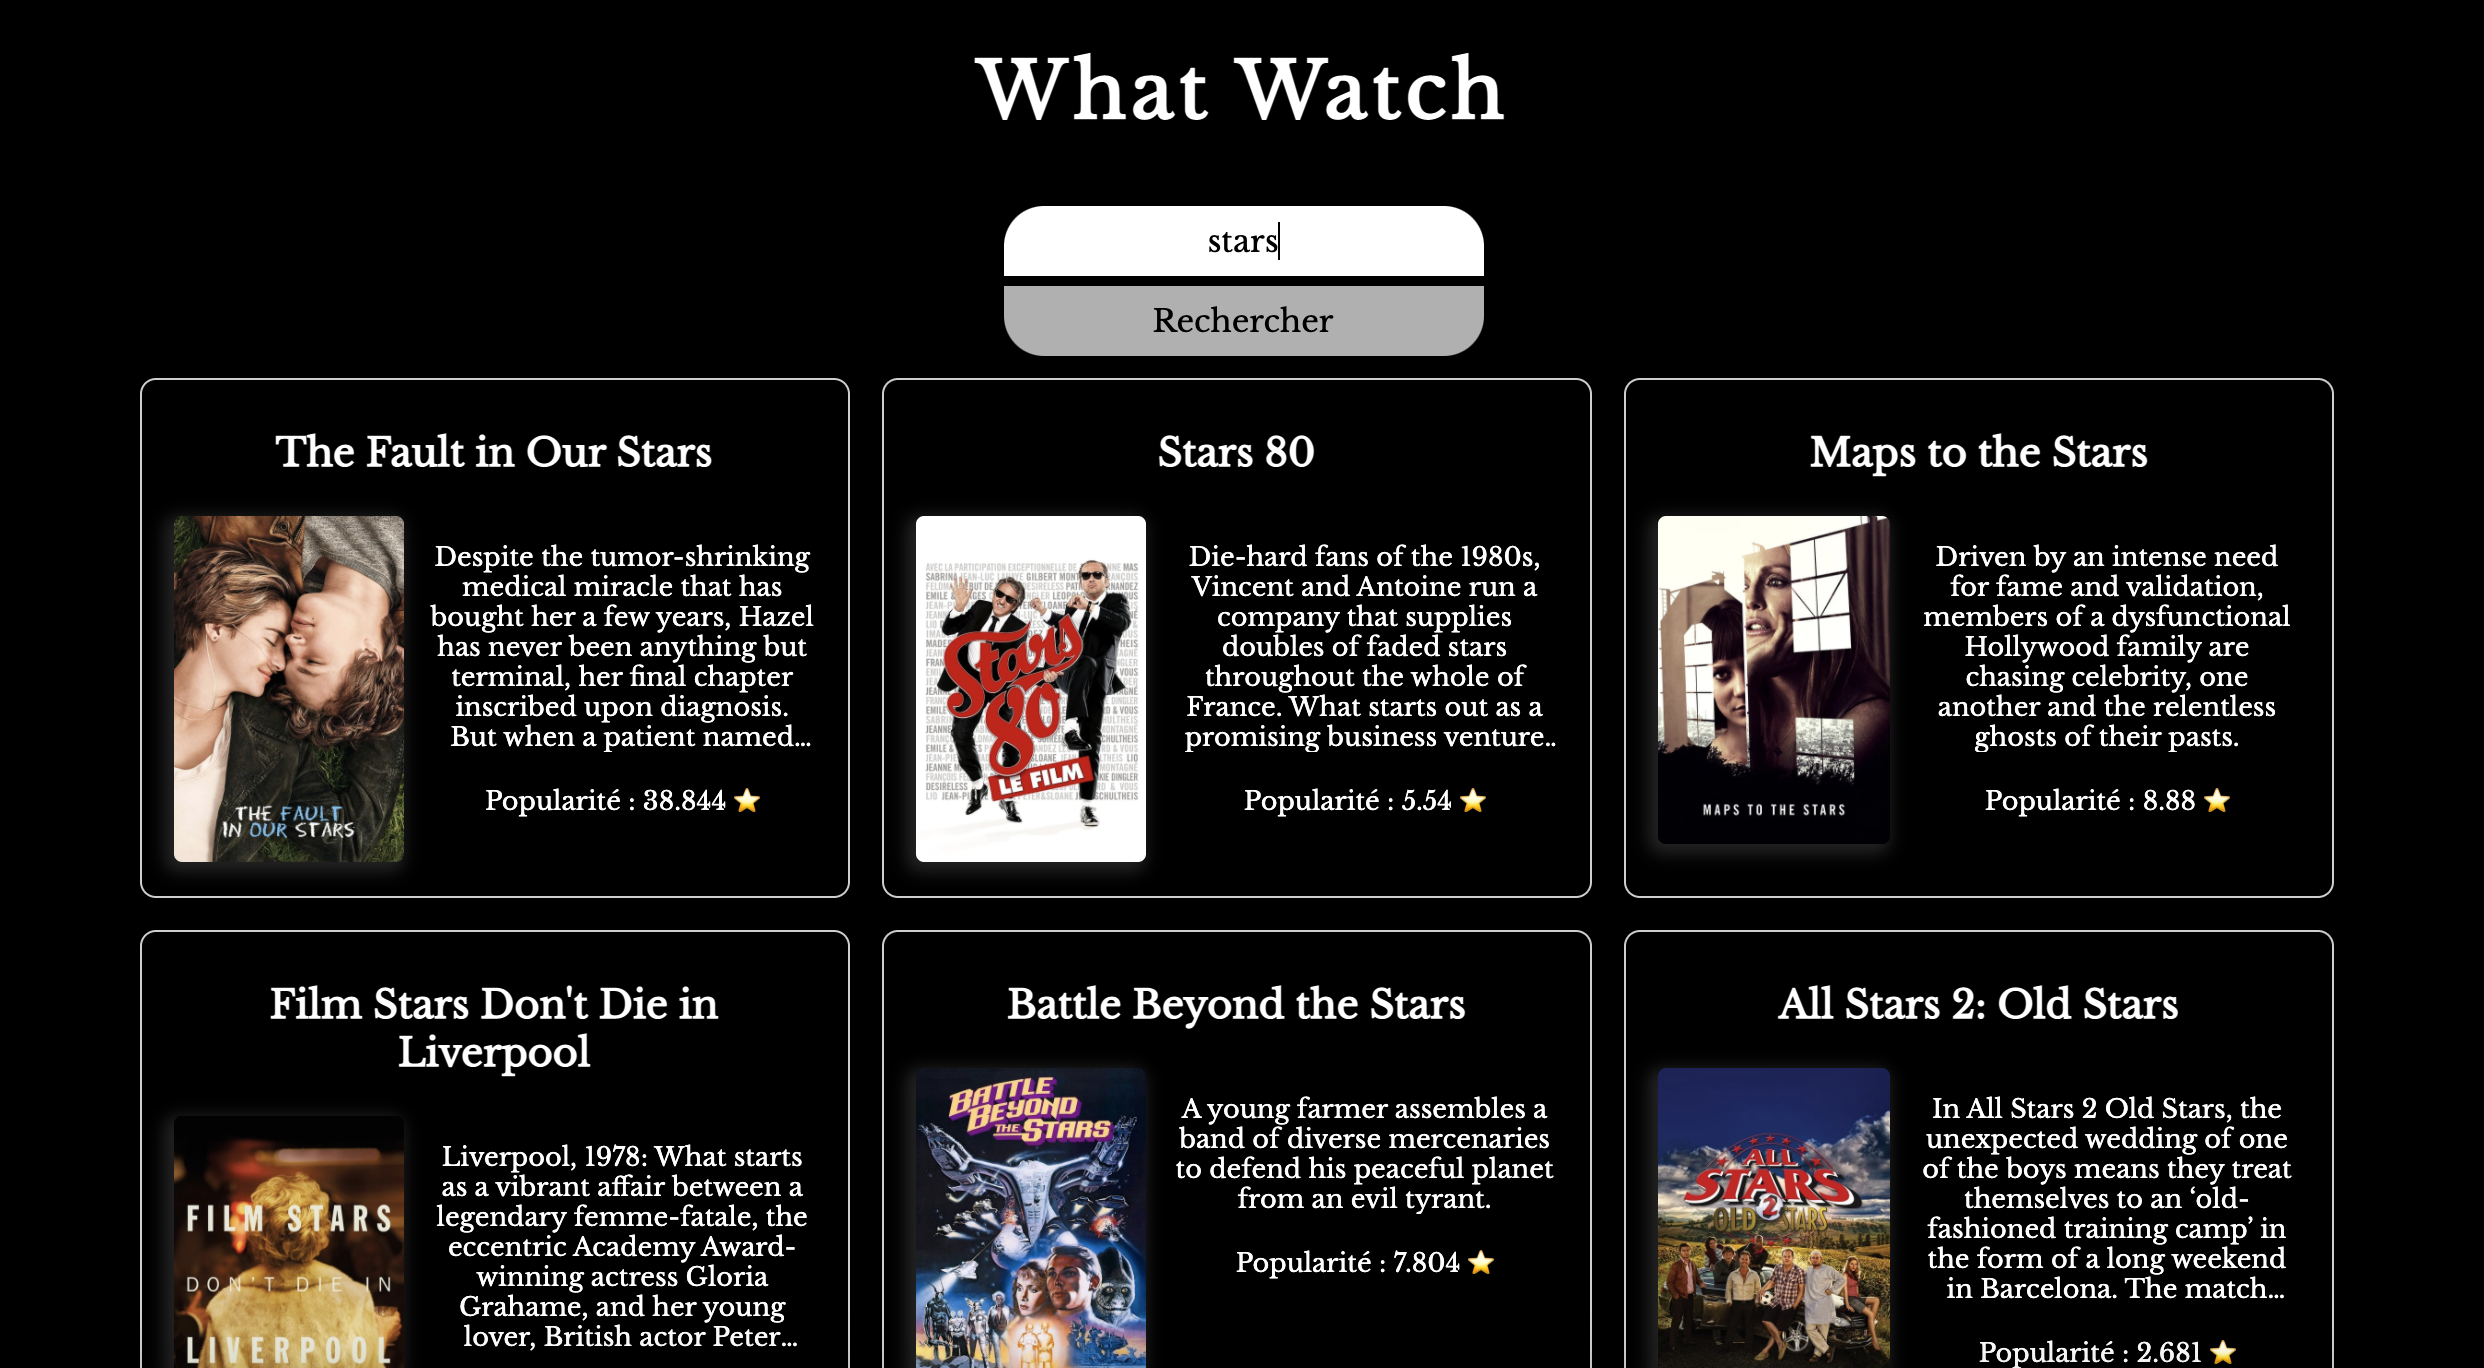 What Watch
stars
Rechercher
The Fault in Our Stars
THE FAULT
IN OUR STARS
Despite the tumor-shrinking
medical miracle that has
bought her a few years, Hazel
has never been anything but
terminal, her final chapter
inscribed upon diagnosis.
But when a patient named...
Popularité : 38.844 ⭐
Stars 80
AVEC LA PARTICIPATION EXCEPTIONNELLE DE
Stars
80
LE FILM
Die-hard fans of the 1980s,
Vincent and Antoine run a
company that supplies
doubles of faded stars
throughout the whole of
France. What starts out as a
promising business venture..
Popularité : 5.54 ⭐
Maps to the Stars
MAPS TO THE STARS
Driven by an intense need
for fame and validation,
members of a dysfunctional
Hollywood family are
chasing celebrity, one
another and the relentless
ghosts of their pasts.
Popularité : 8.88 ⭐
Film Stars Don't Die in
Liverpool
FILM STARS
DON'T DIE IN
LIVERPOOL
Liverpool, 1978: What starts
as a vibrant affair between a
legendary femme-fatale, the
eccentric Academy Award-
winning actress Gloria
Grahame, and her young
lover, British actor Peter...
Battle Beyond the Stars
BATTLE
BEYOND
THE STARS
A young farmer assembles a
band of diverse mercenaries
to defend his peaceful planet
from an evil tyrant.
Popularité : 7.804 ⭐
All Stars 2: Old Stars
ALL
STARS
2
OLD STARS
In All Stars 2 Old Stars, the
unexpected wedding of one
of the boys means they treat
themselves to an ‘old-
fashioned training camp’ in
the form of a long weekend
in Barcelona. The match...
Popularité : 2.681 ⭐